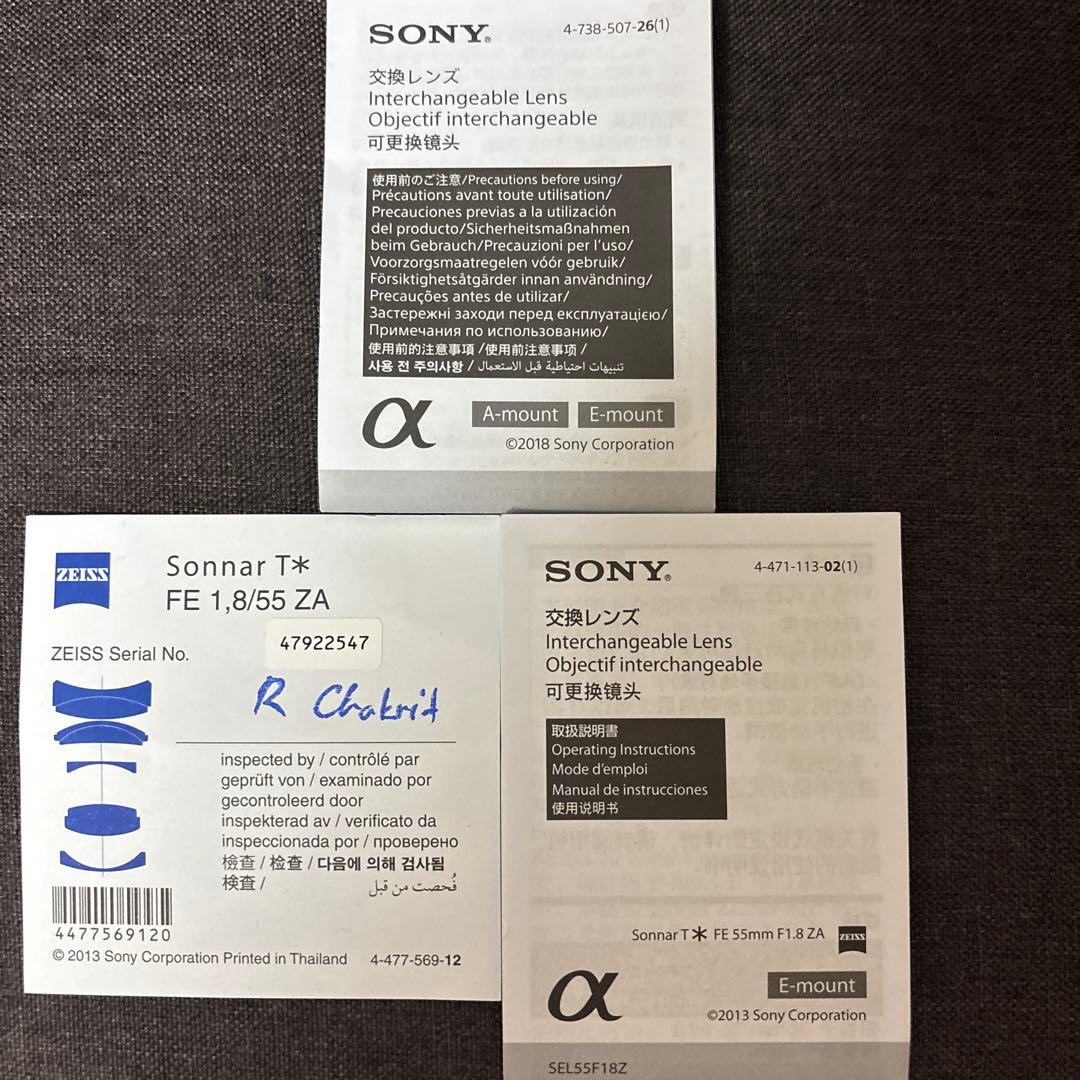 SONY®
4-738-507-26(1)
交換レンズ
Interchangeable Lens
Objectif interchangeable
可更换镜头
使用前のご注意/Precautions before using/
Précautions avant toute utilisation/
Precauciones previas a la utilización
del producto/Sicherheitsmaßnahmen
beim Gebrauch/Precauzioni per l'uso/
Voorzorgsmaatregelen vóór gebruik/
Försiktighetsåtgärder innan användning/
Precauções antes de utilizar/
Застережні заходи перед експлуатацією/
Примечания по использованию/
使用前的注意事項 /使用前注意事项 /
사용 전 주의사항 / تنبيهات احتياطية قبل الاستعمال
α
A-mount
E-mount
©2018 Sony Corporation
ZEISS
Sonnar T*
FE 1,8/55 ZA
ZEISS Serial No.
47922547
R Chakrit
inspected by / contrôlé par
geprüft von / examinado por
gecontroleerd door
inspekterad av / verificato da
inspeccionada por / проверено
檢查 / 检查 / 다음에 의해 검사됨
検査 / فُحصت من قبل
4477569120
© 2013 Sony Corporation Printed in Thailand
4-477-569-12
SONY®
4-471-113-02(1)
交換レンズ
Interchangeable Lens
Objectif interchangeable
可更换镜头
取扱説明書
Operating Instructions
Mode d'emploi
Manual de instrucciones
使用说明书
Sonnar T* FE 55mm F1.8 ZA
ZEISS
α
E-mount
©2013 Sony Corporation
SEL55F18Z